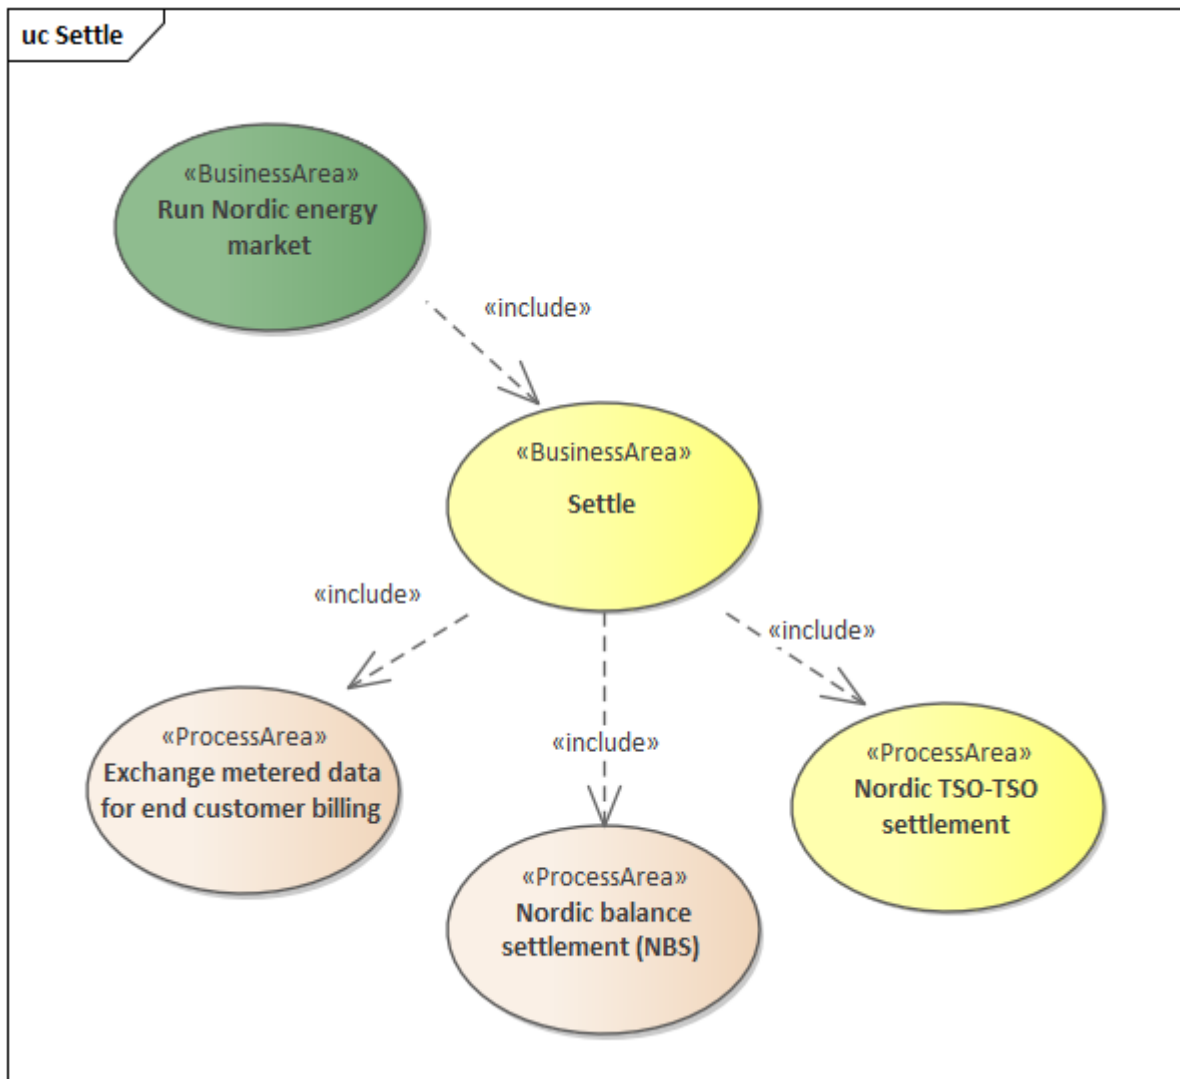 uc Settle
«BusinessArea»
Run Nordic energy
market
«include»
«BusinessArea»
Settle
«include»
«include»
«include»
«ProcessArea»
Exchange metered data
for end customer billing
«ProcessArea»
Nordic balance
settlement (NBS)
«ProcessArea»
Nordic TSO-TSO
settlement